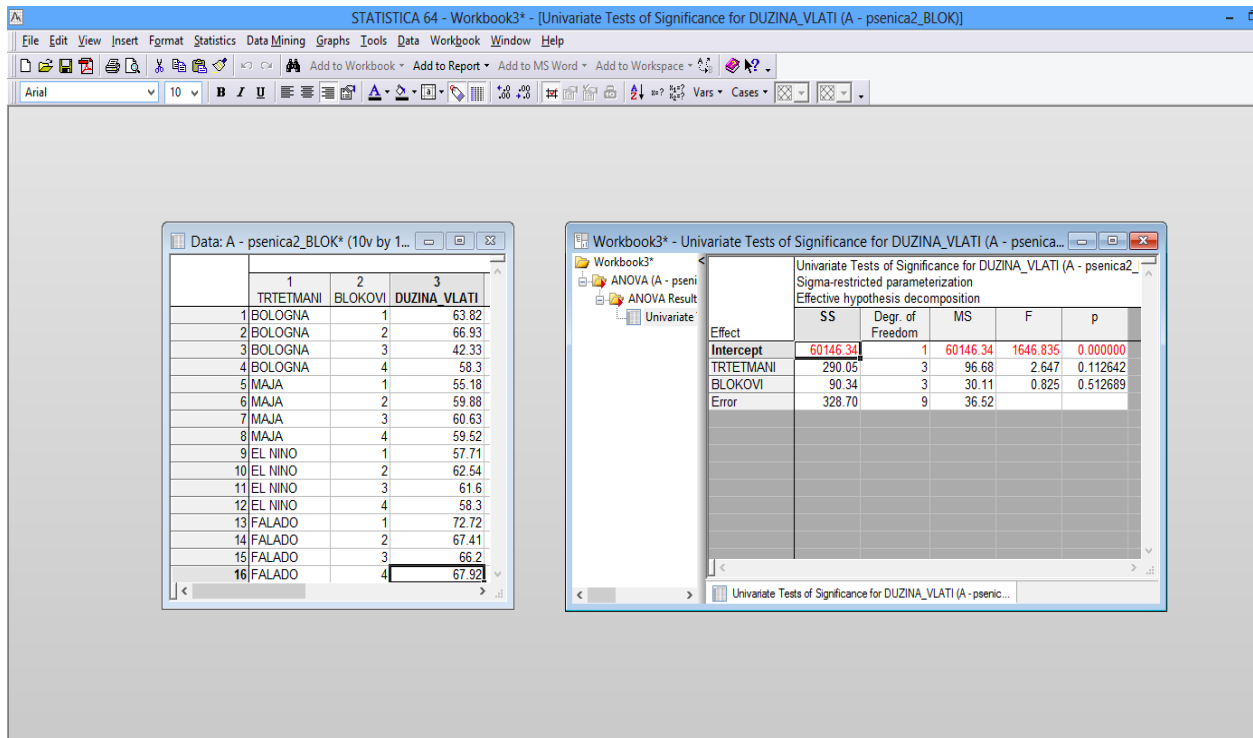 STATISTICA 64 - Workbook3* - [Univariate Tests of Significance for DUZINA_VLATI (A - psenica2_BLOK)]
File Edit View Insert Format Statistics Data Mining Graphs Tools Data Workbook Window Help
Add to Workbook Add to Report Add to MS Word Add to Workspace
Arial 10 B I U A Vars Cases
Data: A - psenica2_BLOK* (10v by 1...
1 2 3
TRTETMANI BLOKOVI DUZINA_VLATI
1 BOLOGNA 1 63.82
2 BOLOGNA 2 66.93
3 BOLOGNA 3 42.33
4 BOLOGNA 4 58.3
5 MAJA 1 55.18
6 MAJA 2 59.88
7 MAJA 3 60.63
8 MAJA 4 59.52
9 EL NINO 1 57.71
10 EL NINO 2 62.54
11 EL NINO 3 61.6
12 EL NINO 4 58.3
13 FALADO 1 72.72
14 FALADO 2 67.41
15 FALADO 3 66.2
16 FALADO 4 67.92
Workbook3* - Univariate Tests of Significance for DUZINA_VLATI (A - psenica...
Workbook3*
ANOVA (A - pseni
ANOVA Result
Univariate
Univariate Tests of Significance for DUZINA_VLATI (A - psenica2_
Sigma-restricted parameterization
Effective hypothesis decomposition
Effect SS Degr. of Freedom MS F p
Intercept 60146.34 1 60146.34 1646.835 0.000000
TRTETMANI 290.05 3 96.68 2.647 0.112642
BLOKOVI 90.34 3 30.11 0.825 0.512689
Error 328.70 9 36.52
Univariate Tests of Significance for DUZINA_VLATI (A - psenic...